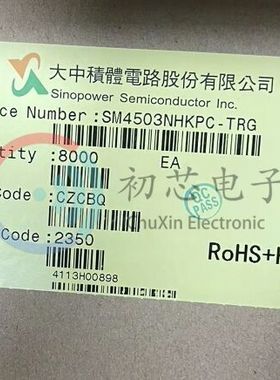 大中積體電路股份有限公司
Sinopower Semiconductor Inc.
ce Number :SM4503NHKPC-TRG
tity :8000 EA
Code :CZCBQ
初芯电子
ChuXin Electronic
QC
PASS
Code :2350
RoHS+H
4113H00898